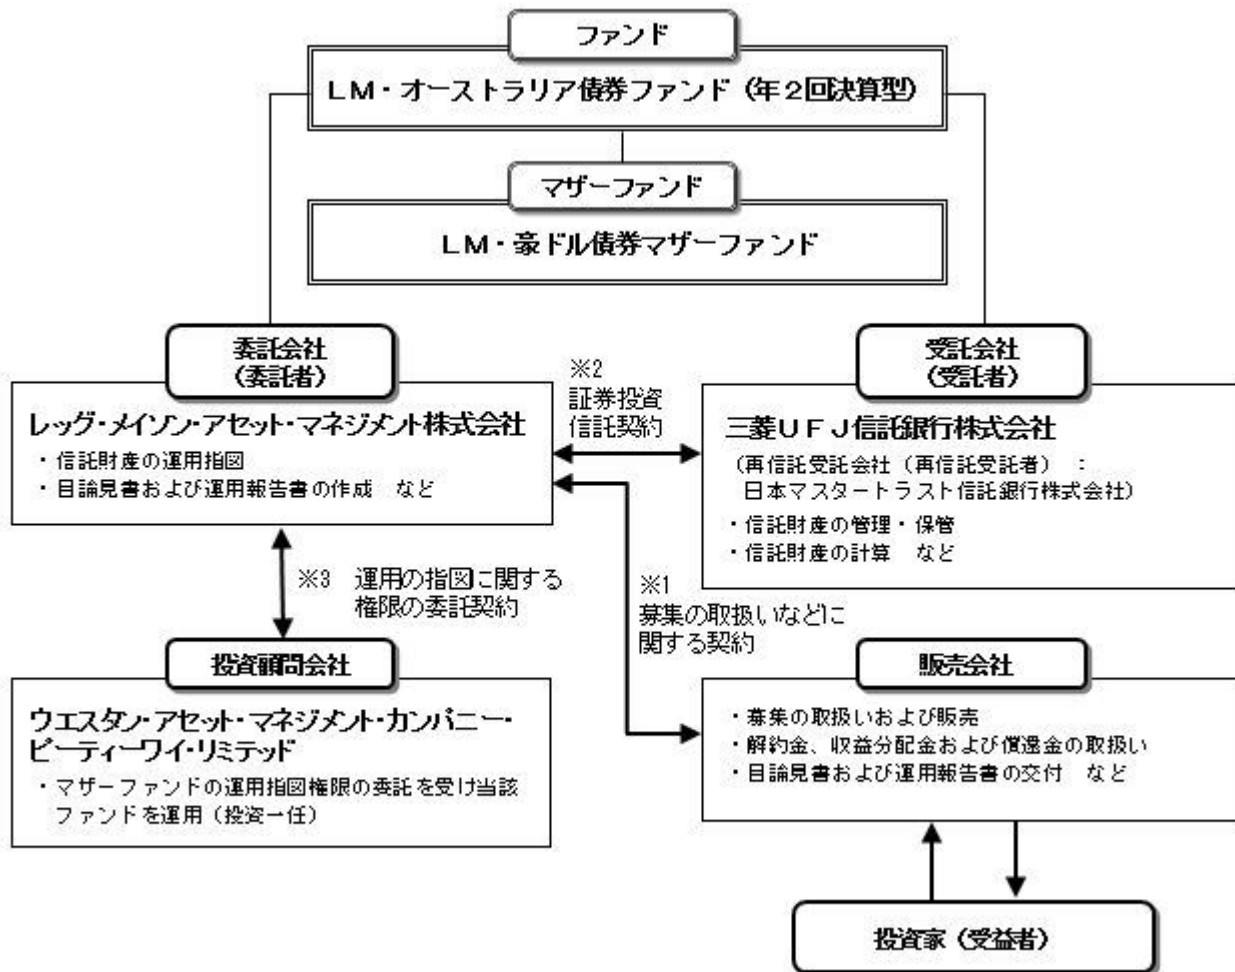 ファンド
LM・オーストラリア債券ファンド（年２回決算型）
マザーファンド
LM・豪ドル債券マザーファンド
委託会社
（委託者）
レッグ・メイソン・アセット・マネジメント株式会社
・信託財産の運用指図
・目論見書および運用報告書の作成　など
※2
証券投資
信託契約
受託会社
（受託者）
三菱ＵＦＪ信託銀行株式会社
（再信託受託会社（再信託受託者）：
日本マスタートラスト信託銀行株式会社）
・信託財産の管理・保管
・信託財産の計算　など
※3　運用の指図に関する
権限の委託契約
※1
募集の取扱いなどに
関する契約
投資顧問会社
ウエスタン・アセット・マネジメント・カンパニー・
ピーティーワイ・リミテッド
・マザーファンドの運用指図権限の委託を受け当該
ファンドを運用（投資一任）
販売会社
・募集の取扱いおよび販売
・解約金、収益分配金および償還金の取扱い
・目論見書および運用報告書の交付　など
投資家（受益者）